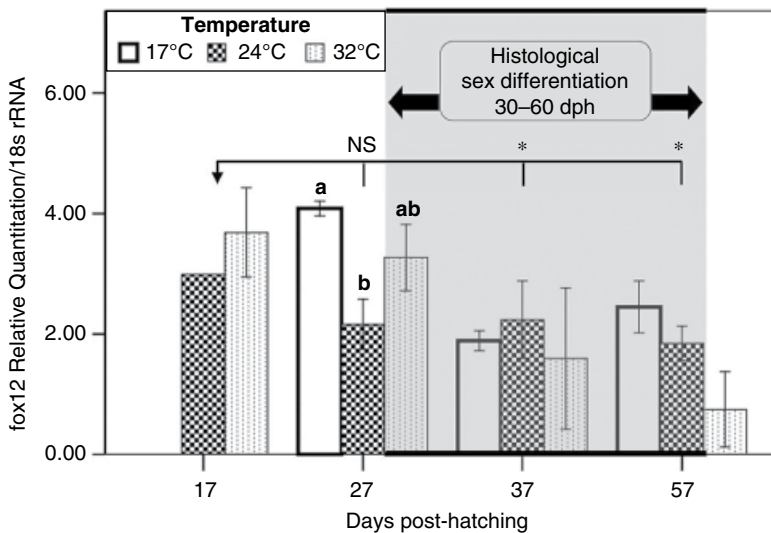 Temperature
17°C 24°C 32°C
Histological
sex differentiation
30–60 dph
fox12 Relative Quantitation/18s rRNA
6.00
4.00
2.00
0.00
NS * *
a
b
ab
17 27 37 57
Days post-hatching